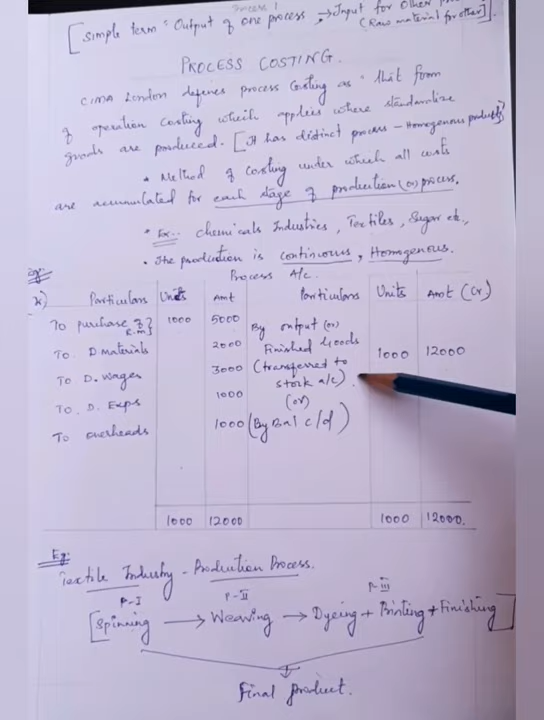 Process 1
[Simple term "Output of one process, → Input for other process
(Raw material for other)].
PROCESS COSTING.
CIMA London defines process Costing as "that form
of operation costing which applies where standardize
goods are produced. [It has distinct process - Homogenous products]
• Method of Costing under which all costs
are accumulated for each stage of production (or) process.
• Ex:- Chemicals Industries, Textiles, Sugar etc.,
• The production is continuous, Homogenous.
Eg:
Process A/c.
Particulars Units Amt Particulars Units Amt (Cr)
To purchase of R.m} 1000 5000 By output (or)
To D.materials 2000 Finished Goods 1000 12000
To D. wages 3000 (transferred to
stock a/c).
To D. Exps 1000 (or)
To overheads 1000 (By Bal c/d)
1000 12000 1000 12000.
Eg:
Textile Industry - Production Process.
P-I P-II P-III
[Spinning → Weaving → Dyeing + Printing + Finishing]
Final product.